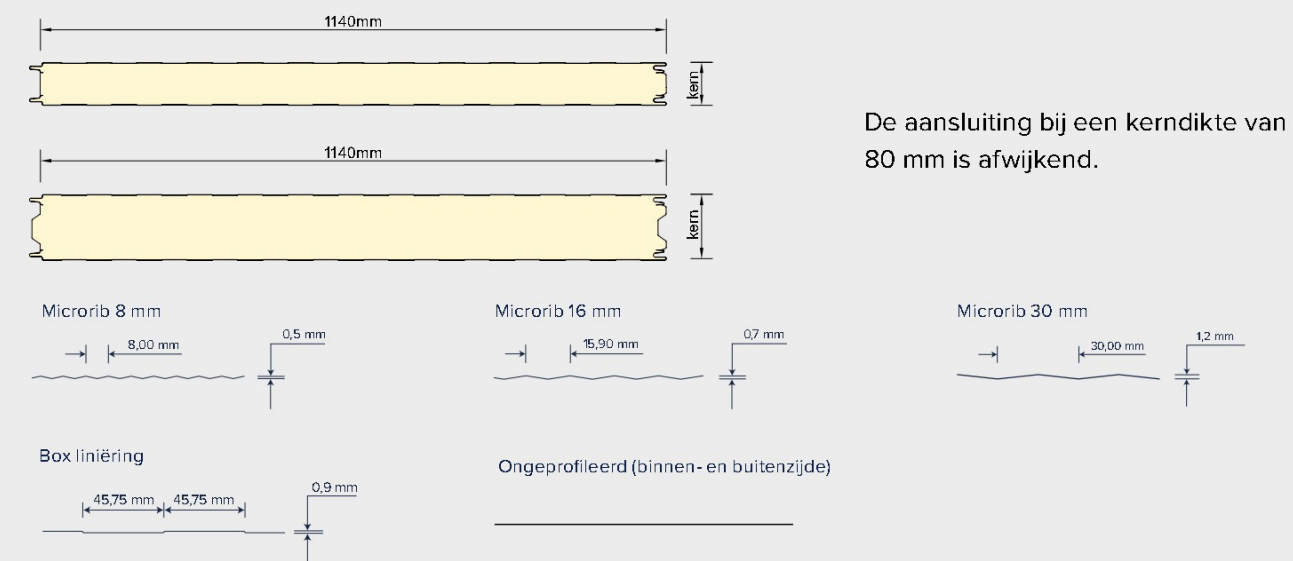 1140mm
kern
De aansluiting bij een kerndikte van
80 mm is afwijkend.
1140mm
kern
Microrib 8 mm
8,00 mm
0,5 mm
Microrib 16 mm
15,90 mm
0,7 mm
Microrib 30 mm
30,00 mm
1,2 mm
Box liniëring
45,75 mm 45,75 mm
0,9 mm
Ongeprofileerd (binnen- en buitenzijde)